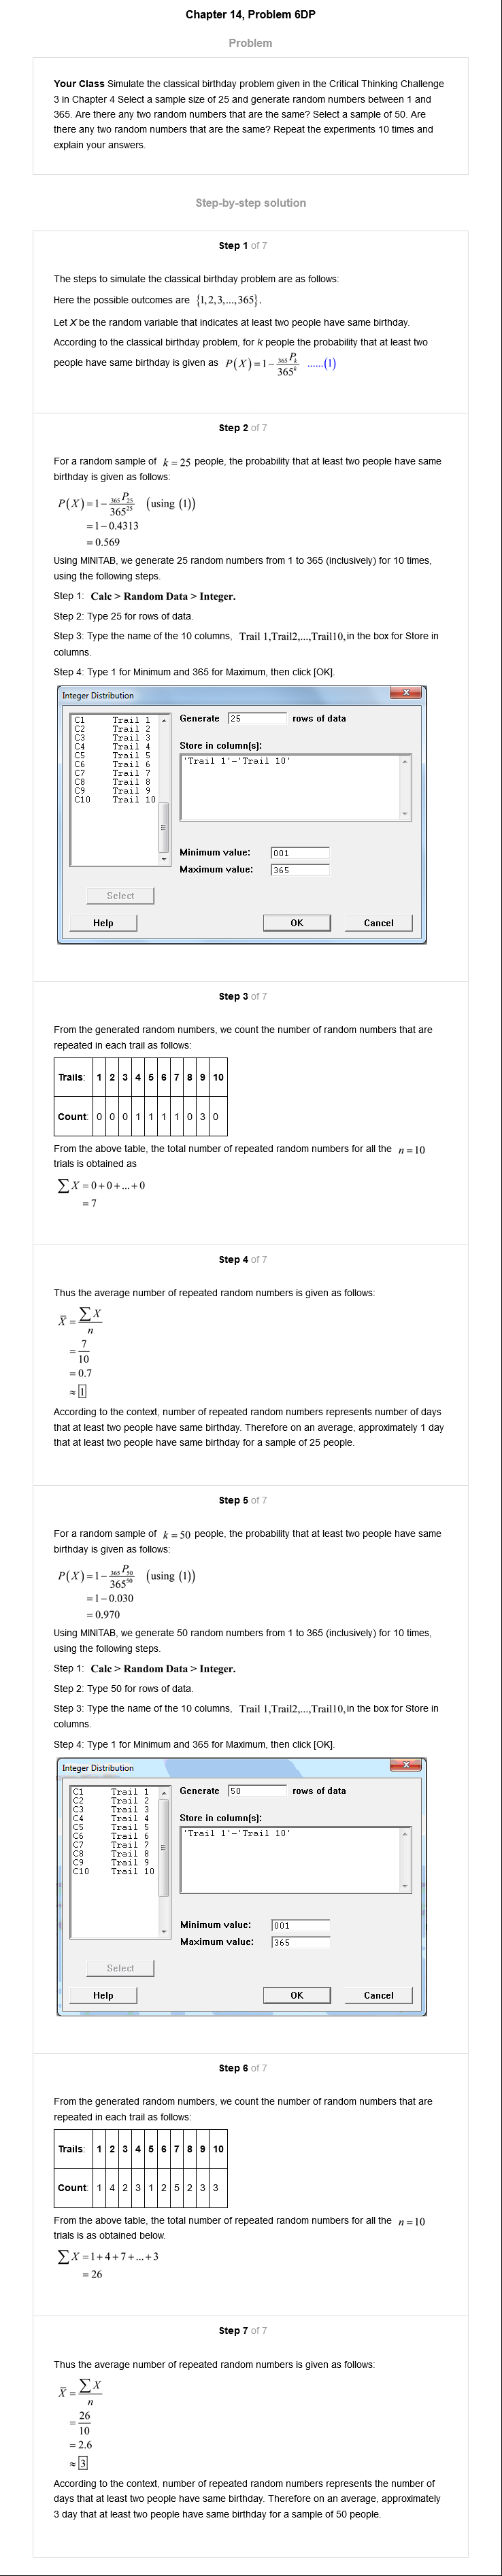 Chapter 14, Problem 6DP
Problem
Your Class Simulate the classical birthday problem given in the Critical Thinking Challenge
3 in Chapter 4 Select a sample size of 25 and generate random numbers between 1 and
365. Are there any two random numbers that are the same? Select a sample of 50. Are
there any two random numbers that are the same? Repeat the experiments 10 times and
explain your answers.
Step-by-step solution
Step 1 of 7
The steps to simulate the classical birthday problem are as follows:
Here the possible outcomes are {1,2,3,...,365}.
Let X be the random variable that indicates at least two people have same birthday.
According to the classical birthday problem, for k people the probability that at least two
people have same birthday is given as P(X)=1−₃₆₅Pₖ/365ᵏ ......(1)
Step 2 of 7
For a random sample of k = 25 people, the probability that at least two people have same
birthday is given as follows:
P(X)=1−₃₆₅P₂₅/365²⁵ (using (1))
=1−0.4313
=0.569
Using MINITAB, we generate 25 random numbers from 1 to 365 (inclusively) for 10 times,
using the following steps.
Step 1: Calc > Random Data > Integer.
Step 2: Type 25 for rows of data.
Step 3: Type the name of the 10 columns, Trail 1,Trail2,...,Trail10, in the box for Store in
columns.
Step 4: Type 1 for Minimum and 365 for Maximum, then click [OK].
Integer Distribution
x
C1 Trail 1
C2 Trail 2
C3 Trail 3
C4 Trail 4
C5 Trail 5
C6 Trail 6
C7 Trail 7
C8 Trail 8
C9 Trail 9
C10 Trail 10
Generate 25 rows of data
Store in column(s):
'Trail 1'-'Trail 10'
Minimum value: 001
Maximum value: 365
Select
Help OK Cancel
Step 3 of 7
From the generated random numbers, we count the number of random numbers that are
repeated in each trail as follows:
Trails: 1 2 3 4 5 6 7 8 9 10
Count: 0 0 0 1 1 1 1 0 3 0
From the above table, the total number of repeated random numbers for all the n = 10
trials is obtained as
∑X = 0+0+...+0
= 7
Step 4 of 7
Thus the average number of repeated random numbers is given as follows:
X̄ = ∑X/n
= 7/10
= 0.7
≈ 1
According to the context, number of repeated random numbers represents number of days
that at least two people have same birthday. Therefore on an average, approximately 1 day
that at least two people have same birthday for a sample of 25 people.
Step 5 of 7
For a random sample of k = 50 people, the probability that at least two people have same
birthday is given as follows:
P(X)=1−₃₆₅P₅₀/365⁵⁰ (using (1))
=1−0.030
=0.970
Using MINITAB, we generate 50 random numbers from 1 to 365 (inclusively) for 10 times,
using the following steps.
Step 1: Calc > Random Data > Integer.
Step 2: Type 50 for rows of data.
Step 3: Type the name of the 10 columns, Trail 1,Trail2,...,Trail10, in the box for Store in
columns.
Step 4: Type 1 for Minimum and 365 for Maximum, then click [OK].
Integer Distribution
x
C1 Trail 1
C2 Trail 2
C3 Trail 3
C4 Trail 4
C5 Trail 5
C6 Trail 6
C7 Trail 7
C8 Trail 8
C9 Trail 9
C10 Trail 10
Generate 50 rows of data
Store in column(s):
'Trail 1'-'Trail 10'
Minimum value: 001
Maximum value: 365
Select
Help OK Cancel
Step 6 of 7
From the generated random numbers, we count the number of random numbers that are
repeated in each trail as follows:
Trails: 1 2 3 4 5 6 7 8 9 10
Count: 1 4 2 3 1 2 5 2 3 3
From the above table, the total number of repeated random numbers for all the n = 10
trials is as obtained below.
∑X = 1+4+7+...+3
= 26
Step 7 of 7
Thus the average number of repeated random numbers is given as follows:
X̄ = ∑X/n
= 26/10
= 2.6
≈ 3
According to the context, number of repeated random numbers represents the number of
days that at least two people have same birthday. Therefore on an average, approximately
3 day that at least two people have same birthday for a sample of 50 people.